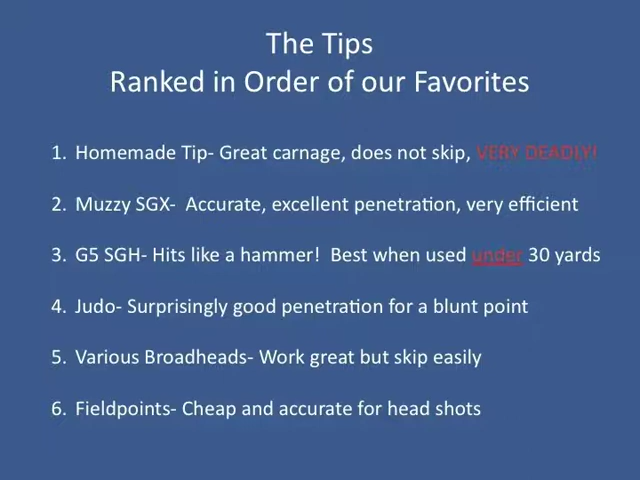 The Tips
Ranked in Order of our Favorites
1. Homemade Tip- Great carnage, does not skip, VERY DEADLY!
2. Muzzy SGX- Accurate, excellent penetration, very efficient
3. G5 SGH- Hits like a hammer! Best when used under 30 yards
4. Judo- Surprisingly good penetration for a blunt point
5. Various Broadheads- Work great but skip easily
6. Fieldpoints- Cheap and accurate for head shots